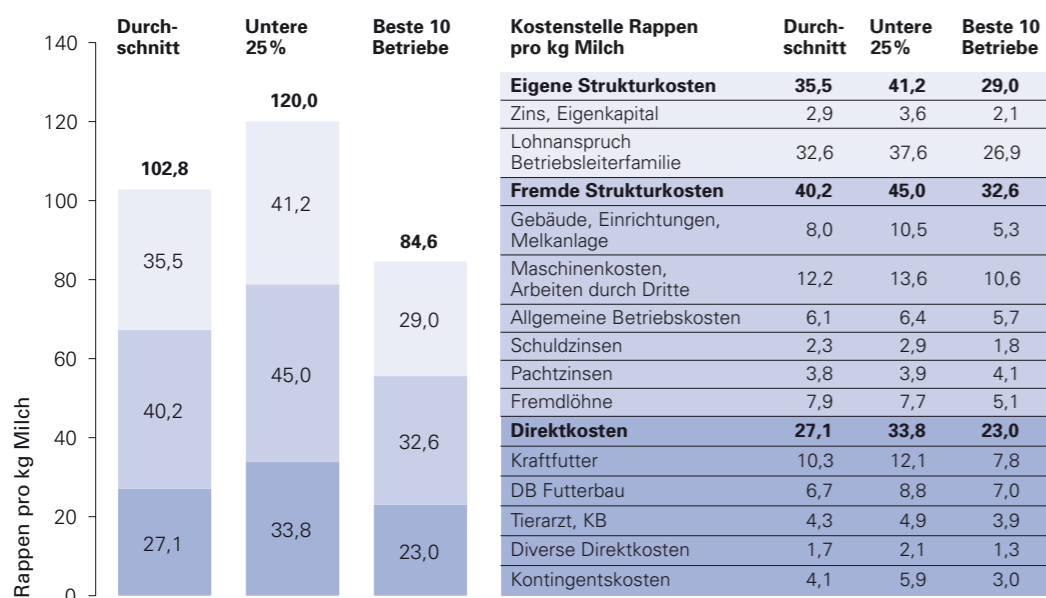 Durch-
schnitt
Untere
25%
Beste 10
Betriebe
140
120
100
80
60
40
20
0
Rappen pro kg Milch
102,8
35,5
40,2
27,1
120,0
41,2
45,0
33,8
84,6
29,0
32,6
23,0
Kostenstelle Rappen
pro kg Milch
Durch-
schnitt
Untere
25%
Beste 10
Betriebe
Eigene Strukturkosten 35,5 41,2 29,0
Zins, Eigenkapital 2,9 3,6 2,1
Lohnanspruch
Betriebsleiterfamilie 32,6 37,6 26,9
Fremde Strukturkosten 40,2 45,0 32,6
Gebäude, Einrichtungen,
Melkanlage 8,0 10,5 5,3
Maschinenkosten,
Arbeiten durch Dritte 12,2 13,6 10,6
Allgemeine Betriebskosten 6,1 6,4 5,7
Schuldzinsen 2,3 2,9 1,8
Pachtzinsen 3,8 3,9 4,1
Fremdlöhne 7,9 7,7 5,1
Direktkosten 27,1 33,8 23,0
Kraftfutter 10,3 12,1 7,8
DB Futterbau 6,7 8,8 7,0
Tierarzt, KB 4,3 4,9 3,9
Diverse Direktkosten 1,7 2,1 1,3
Kontingentskosten 4,1 5,9 3,0